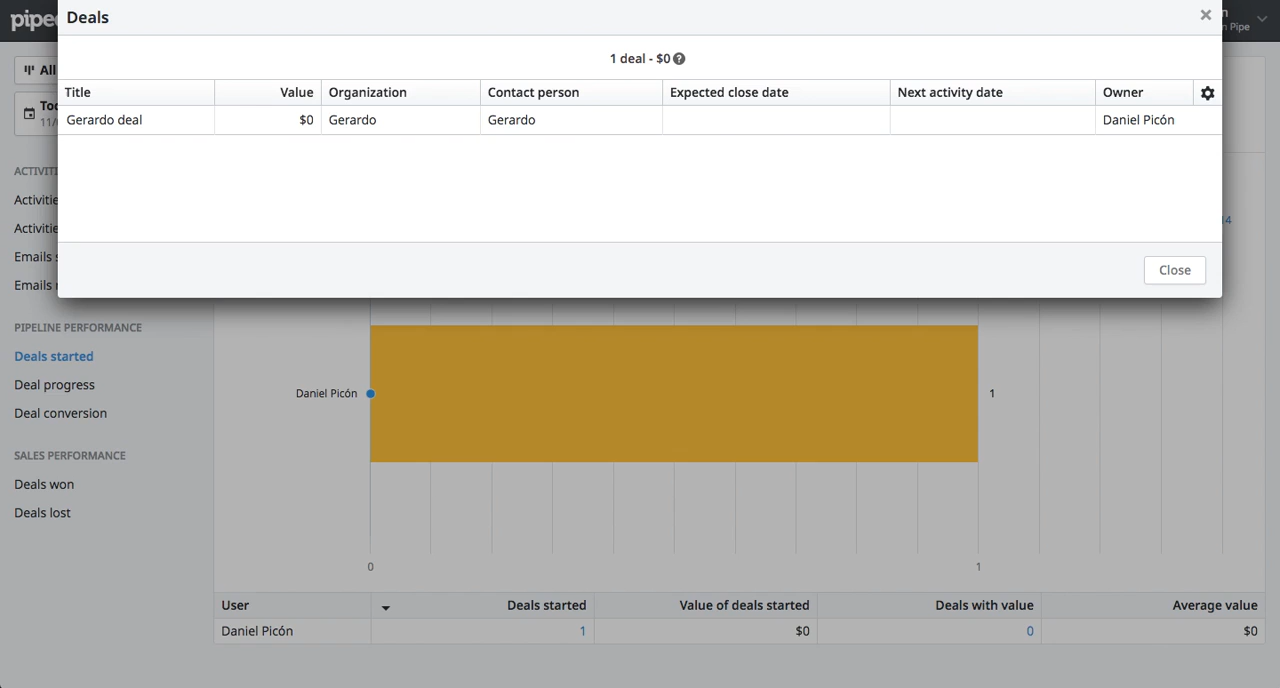 Deals
1 deal - $0
Title Value Organization Contact person Expected close date Next activity date Owner
Gerardo deal $0 Gerardo Gerardo Daniel Picón
Close
All
PIPELINE PERFORMANCE
Deals started
Deal progress
Deal conversion
SALES PERFORMANCE
Deals won
Deals lost
Daniel Picón 1
0 1
User Deals started Value of deals started Deals with value Average value
Daniel Picón 1 $0 0 $0